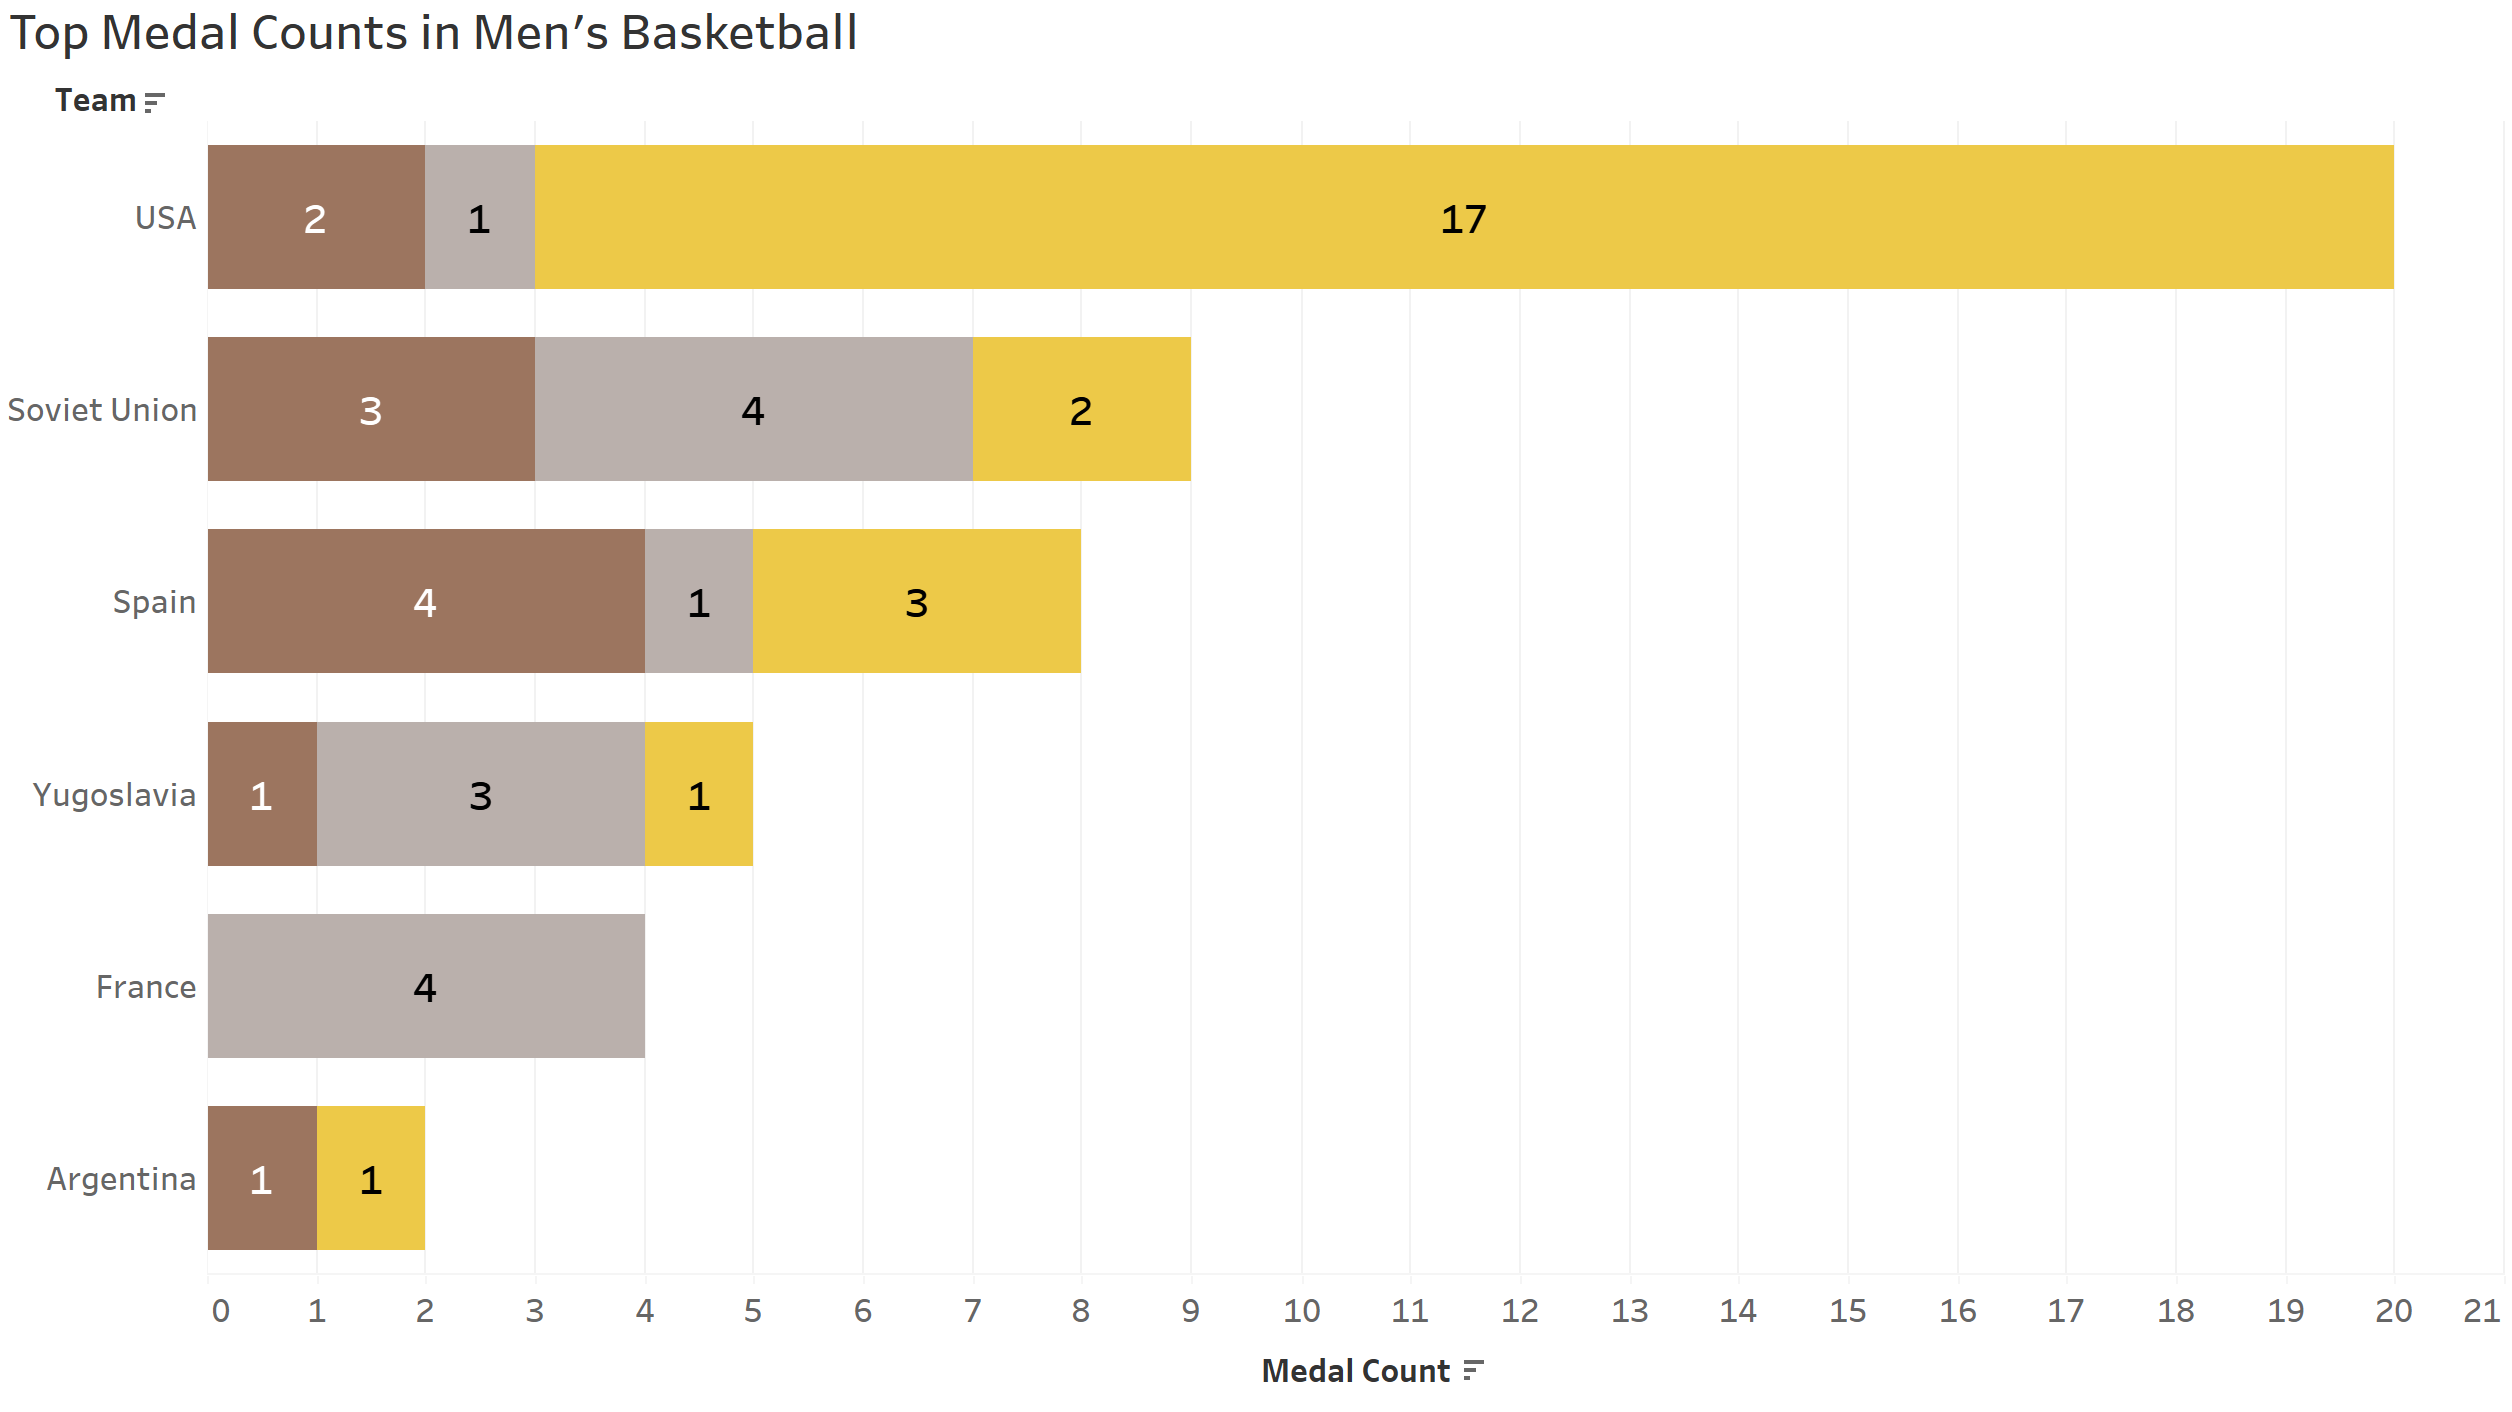 Top Medal Counts in Men’s Basketball
Team
USA 2 1 17
Soviet Union 3 4 2
Spain 4 1 3
Yugoslavia 1 3 1
France 4
Argentina 1 1
0 1 2 3 4 5 6 7 8 9 10 11 12 13 14 15 16 17 18 19 20 21
Medal Count